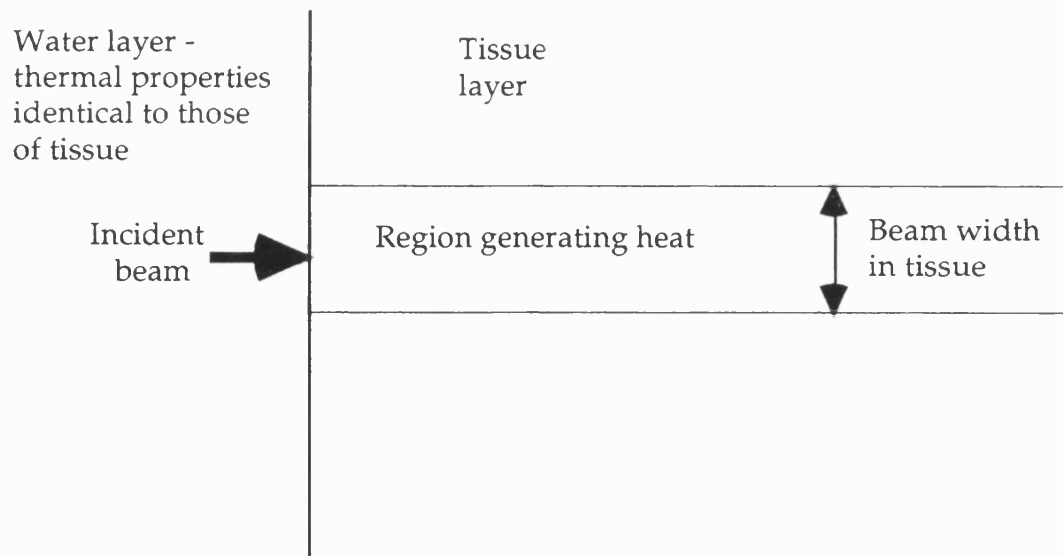 Water layer -
thermal properties
identical to those
of tissue
Tissue
layer
Incident
beam
Region generating heat
Beam width
in tissue